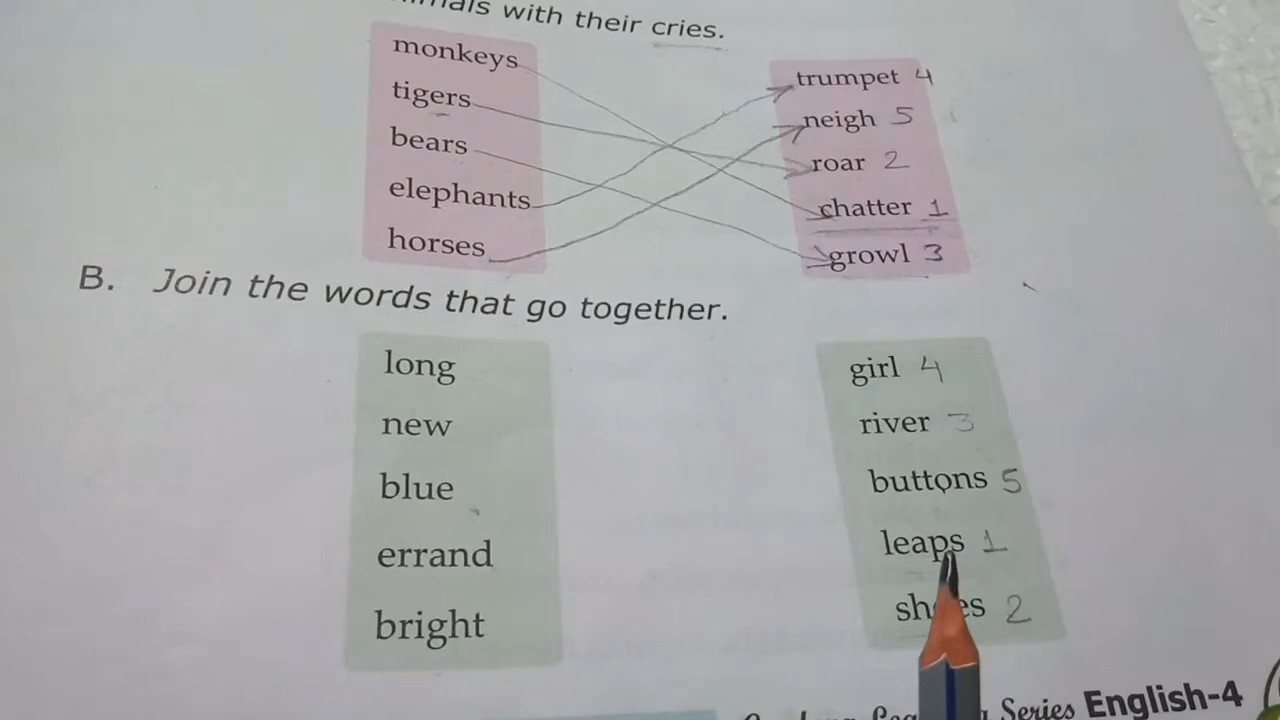 with their cries.
monkeys
tigers
bears
elephants
horses
trumpet 4
neigh 5
roar 2
chatter 1
growl 3
B. Join the words that go together.
long
new
blue
errand
bright
girl 4
river 3
buttons 5
leaps 1
shoes 2
Series English-4